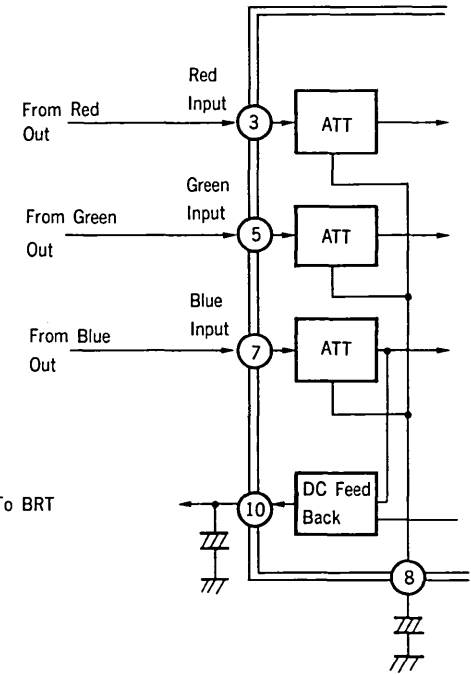 Red
Input
From Red
Out
3
ATT
Green
Input
From Green
Out
5
ATT
Blue
Input
From Blue
Out
7
ATT
To BRT
10
DC Feed
Back
8